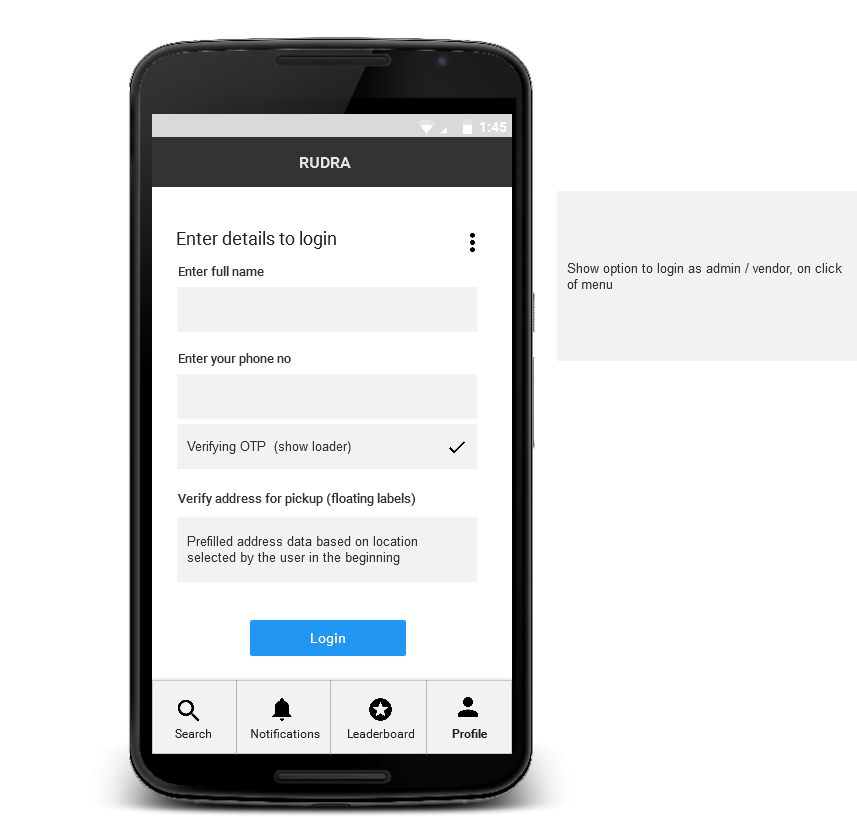 1:45
RUDRA
Enter details to login
Enter full name
Enter your phone no
Verifying OTP  (show loader)
Verify address for pickup (floating labels)
Prefilled address data based on location
selected by the user in the beginning
Login
Search
Notifications
Leaderboard
Profile
Show option to login as admin / vendor, on click
of menu